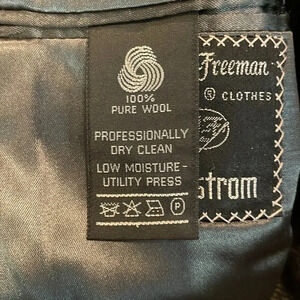 100%
PURE WOOL
PROFESSIONALLY
DRY CLEAN
LOW MOISTURE-
UTILITY PRESS
P
Freeman
® CLOTHES
strom